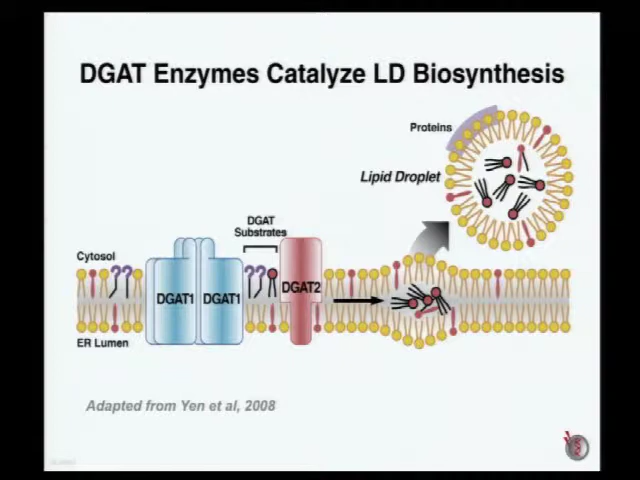 DGAT Enzymes Catalyze LD Biosynthesis
Proteins
Lipid Droplet
DGAT
Substrates
Cytosol
DGAT1
DGAT1
DGAT2
ER Lumen
Adapted from Yen et al, 2008